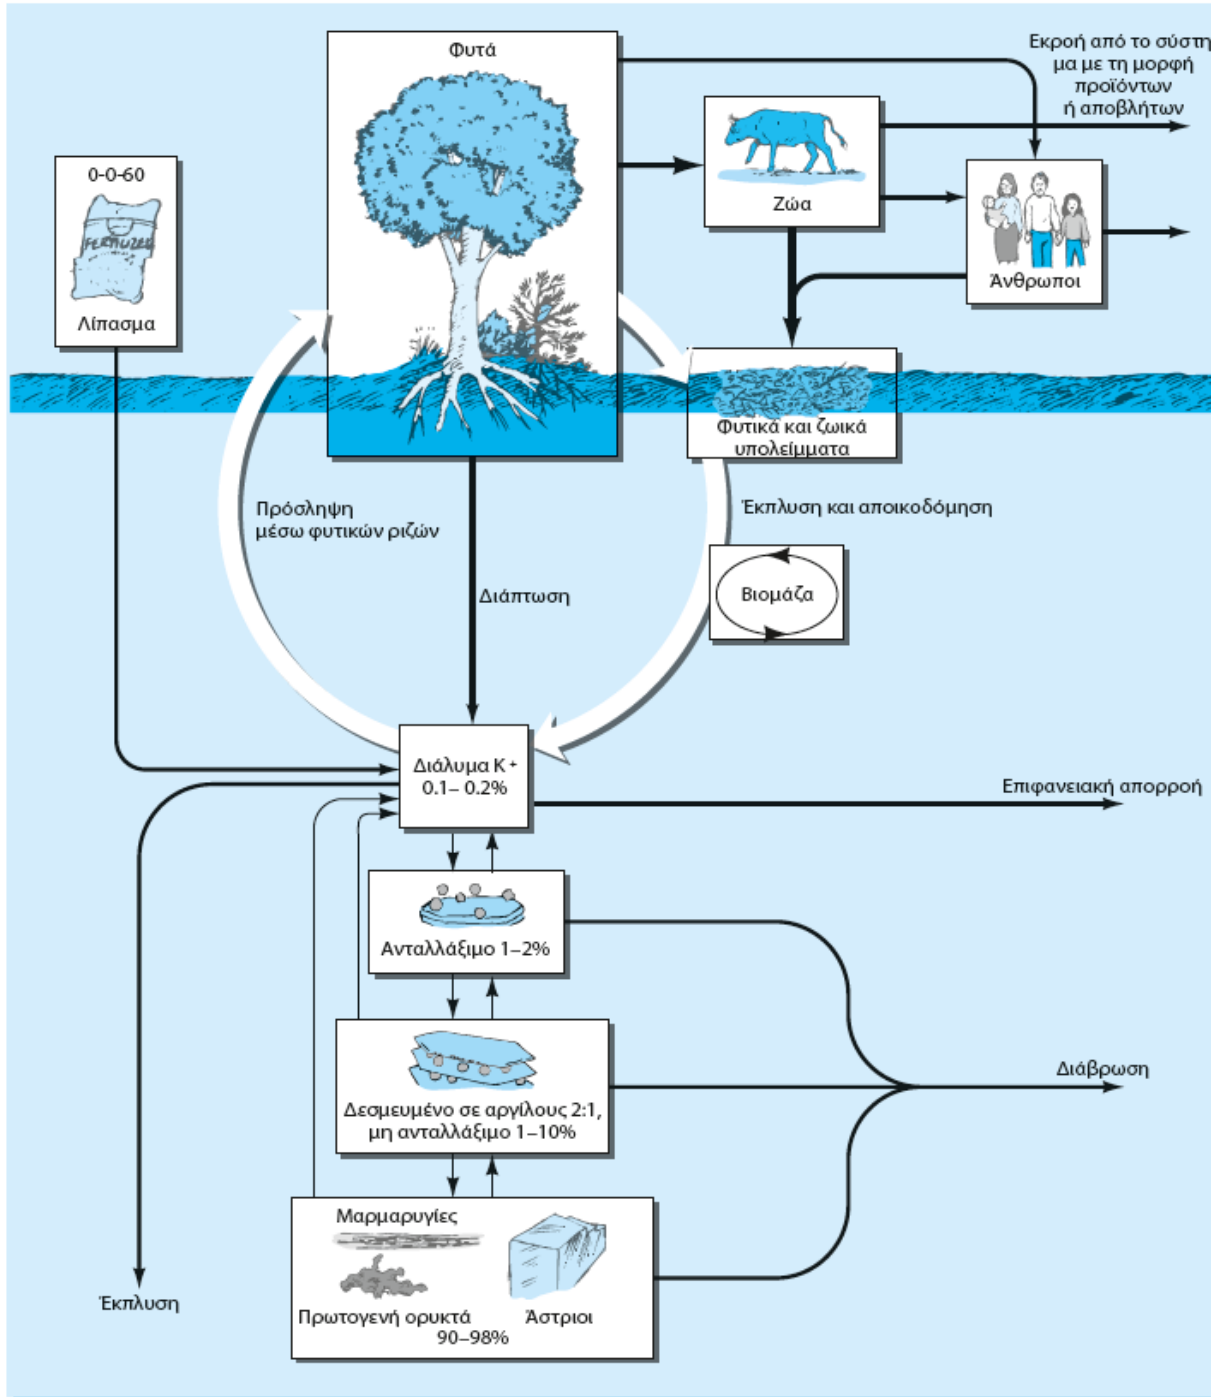 Φυτά
Εκροή από το σύστη
μα με τη μορφή
προϊόντων
ή αποβλήτων
0-0-60
FERTILIZER
Λίπασμα
Ζώα
Άνθρωποι
Φυτικά και ζωικά
υπολείμματα
Πρόσληψη
μέσω φυτικών ριζών
Έκπλυση και αποικοδόμηση
Διάπτωση
Βιομάζα
Διάλυμα K +
0.1– 0.2%
Επιφανειακή απορροή
Ανταλλάξιμο 1–2%
Δεσμευμένο σε αργίλους 2:1,
μη ανταλλάξιμο 1–10%
Διάβρωση
Μαρμαρυγίες
Πρωτογενή ορυκτά
Άστριοι
90–98%
Έκπλυση